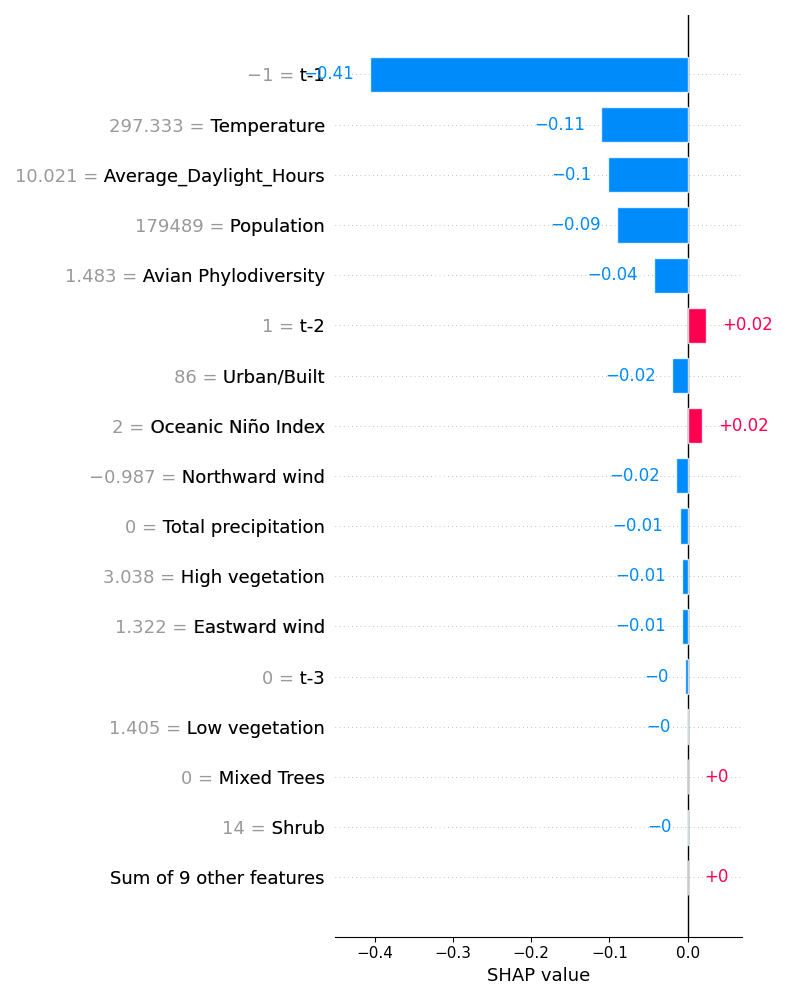 −1 = t-1 −0.41
297.333 = Temperature −0.11
10.021 = Average_Daylight_Hours −0.1
179489 = Population −0.09
1.483 = Avian Phylodiversity −0.04
1 = t-2 +0.02
86 = Urban/Built −0.02
2 = Oceanic Niño Index +0.02
−0.987 = Northward wind −0.02
0 = Total precipitation −0.01
3.038 = High vegetation −0.01
1.322 = Eastward wind −0.01
0 = t-3 −0
1.405 = Low vegetation −0
0 = Mixed Trees +0
14 = Shrub −0
Sum of 9 other features +0
−0.4 −0.3 −0.2 −0.1 0.0
SHAP value